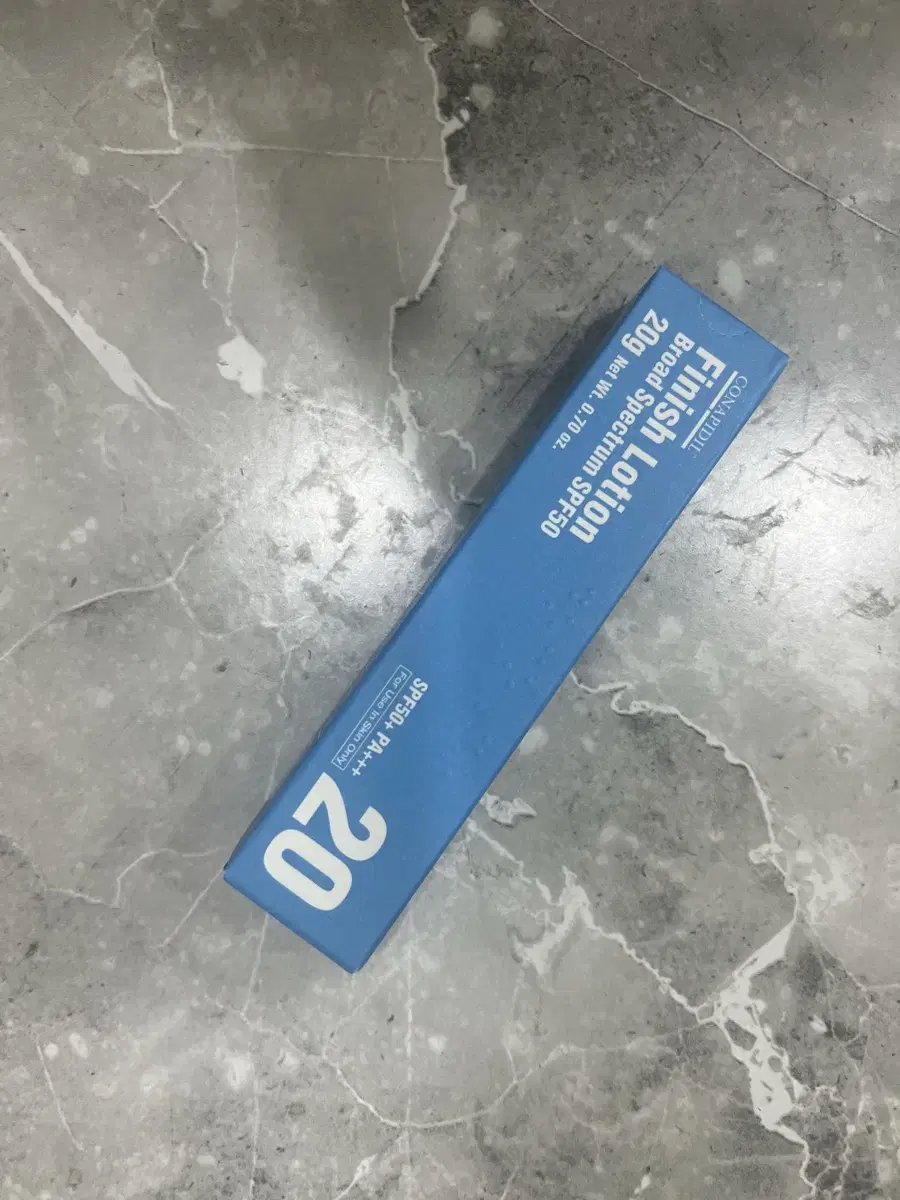 CONAPIDIL
Finish Lotion
Broad Spectrum SPF50
20g Net Wt. 0.70 oz.
SPF50+ PA+++
For Use In Skin Only
20